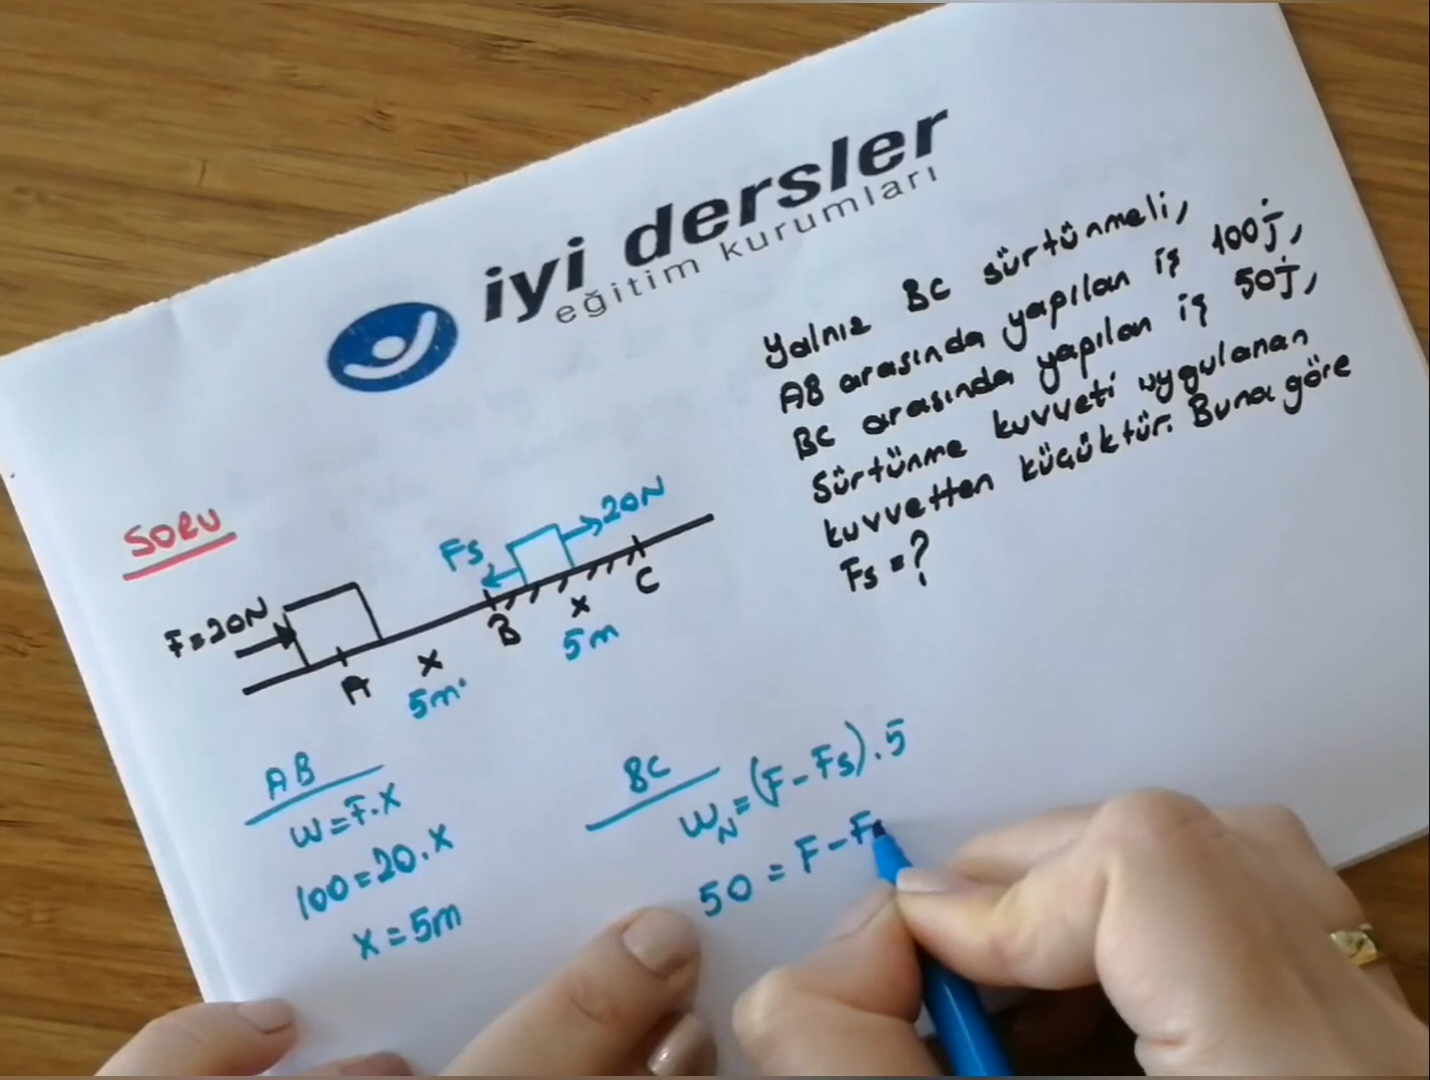 iyi dersler
eğitim kurumları
Yalnız BC sürtünmeli,
AB arasında yapılan iş 100j,
BC arasında yapılan iş 50J,
Sürtünme kuvveti uygulanan
kuvvetten küçüktür. Buna göre
Fs = ?
SORU
F=20N
Fs
20N
A
x
B
x
C
5m
5m
AB
W=F.x
100=20.x
x=5m
BC
WN=(F-Fs).5
50=F-F